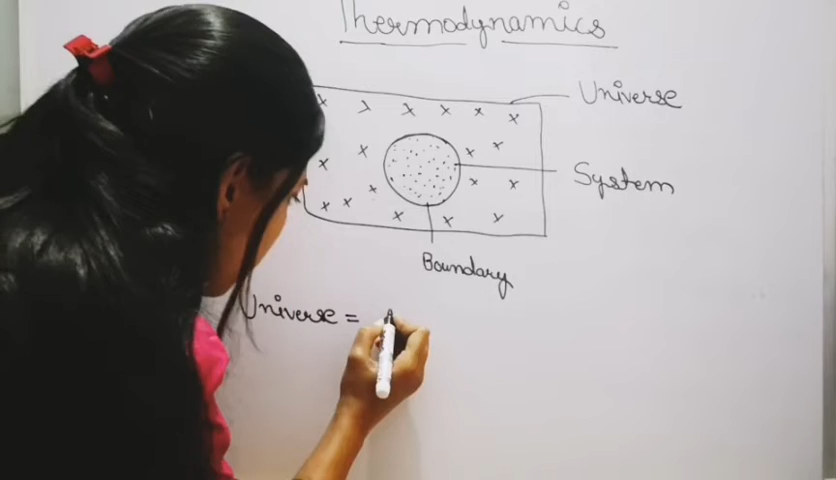 Thermodynamics
Universe
System
Boundary
Universe =